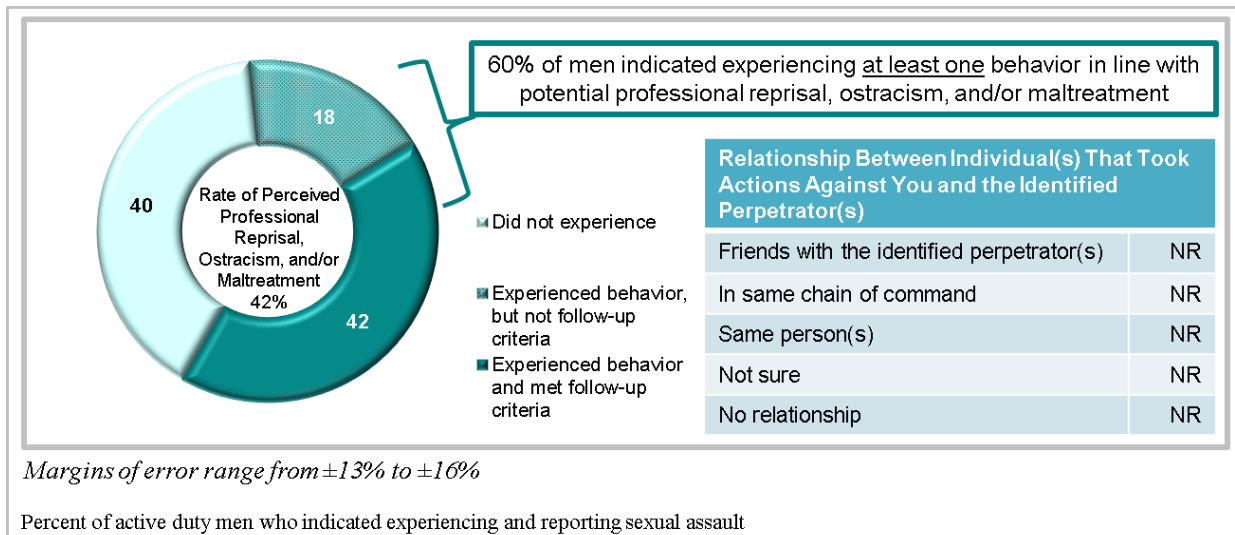 60% of men indicated experiencing at least one behavior in line with
potential professional reprisal, ostracism, and/or maltreatment
18
40
42
Rate of Perceived
Professional
Reprisal,
Ostracism, and/or
Maltreatment
42%
Did not experience
Experienced behavior,
but not follow-up
criteria
Experienced behavior
and met follow-up
criteria
Relationship Between Individual(s) That Took
Actions Against You and the Identified
Perpetrator(s)
Friends with the identified perpetrator(s) NR
In same chain of command NR
Same person(s) NR
Not sure NR
No relationship NR
Margins of error range from ±13% to ±16%
Percent of active duty men who indicated experiencing and reporting sexual assault